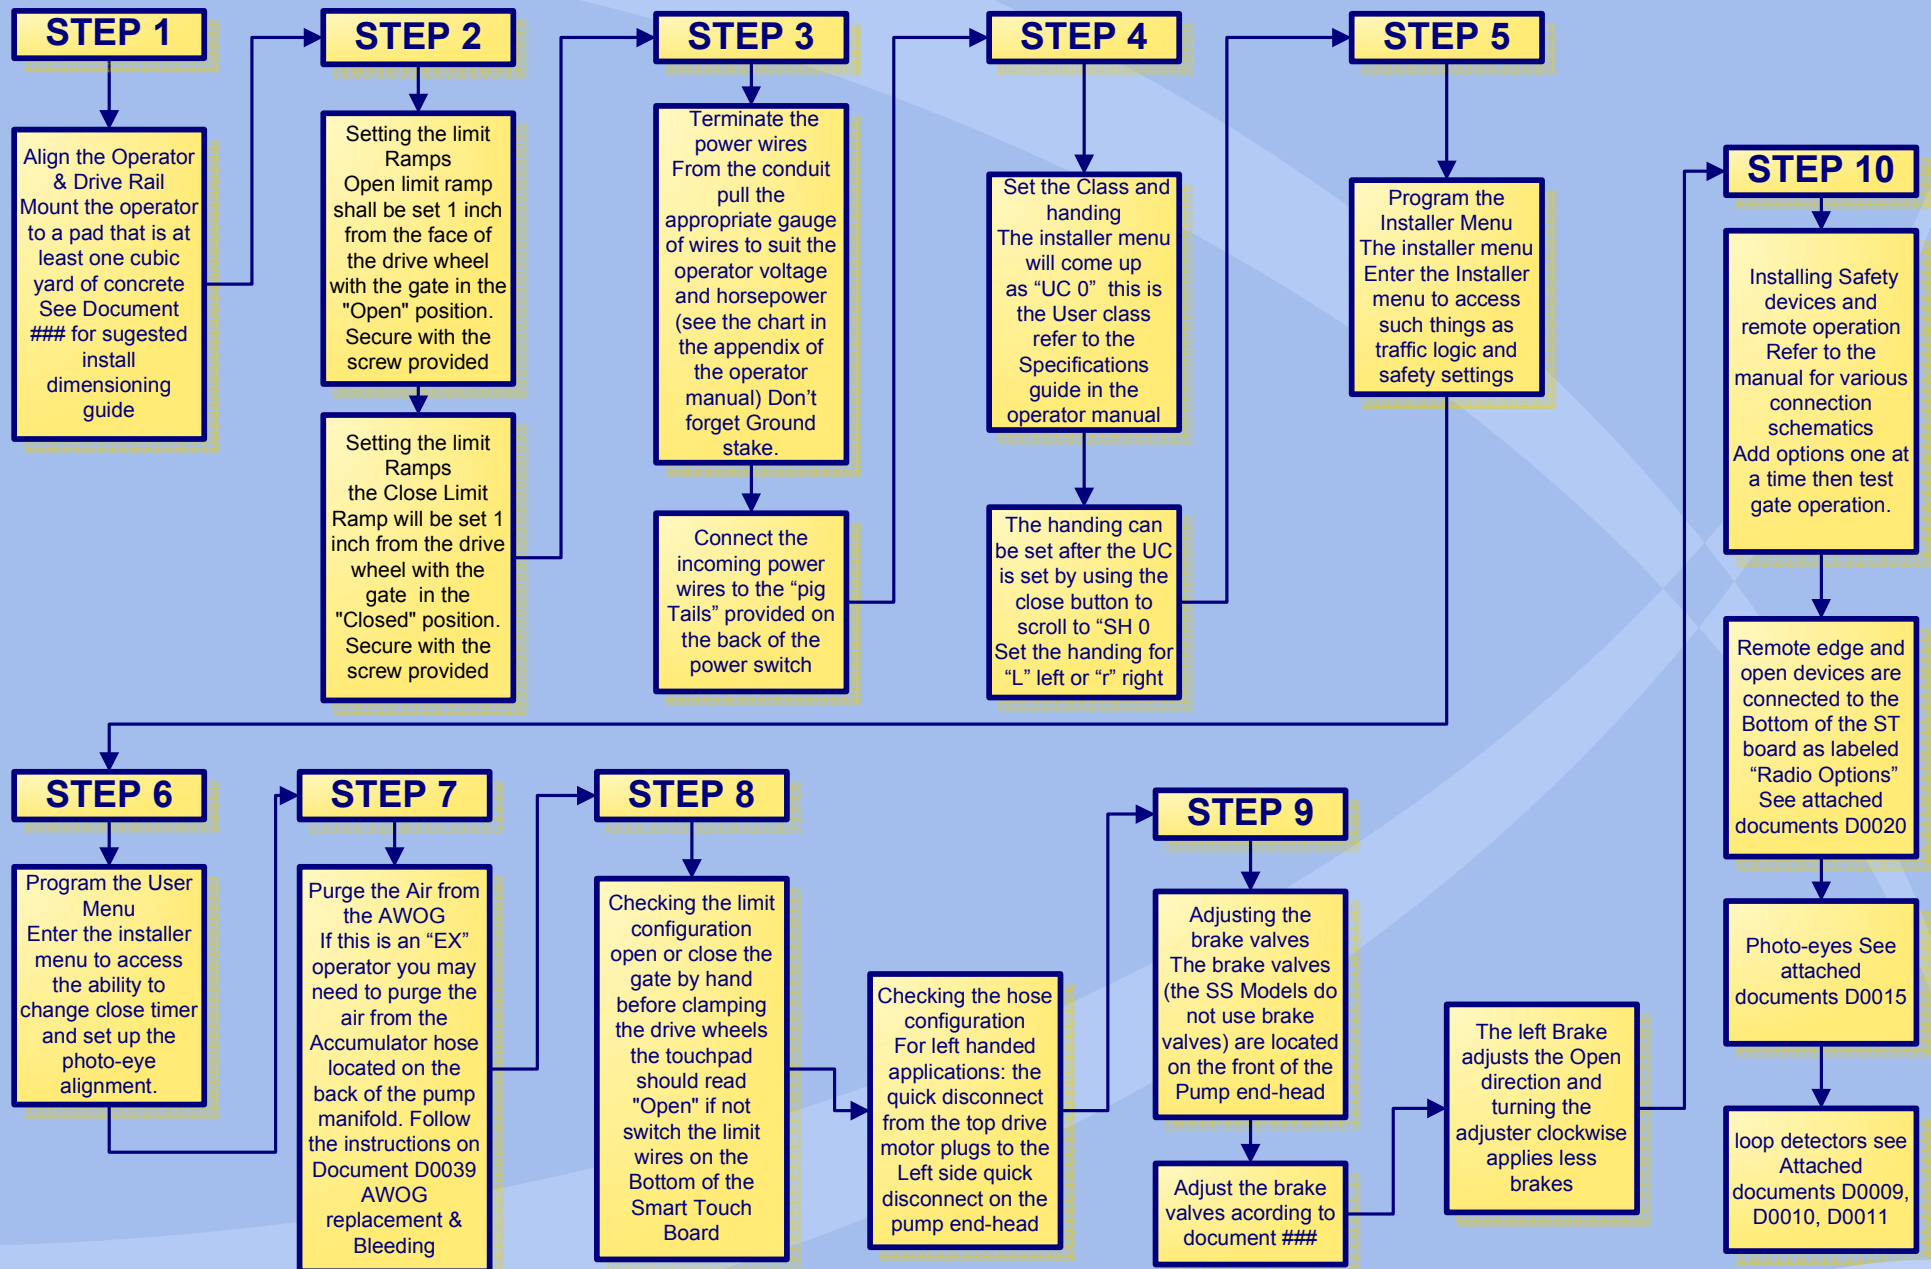 STEP 1
Align the Operator
& Drive Rail
Mount the operator
to a pad that is at
least one cubic
yard of concrete
See Document
### for sugested
install
dimensioning
guide
STEP 2
Setting the limit
Ramps
Open limit ramp
shall be set 1 inch
from the face of
the drive wheel
with the gate in the
"Open" position.
Secure with the
screw provided
Setting the limit
Ramps
the Close Limit
Ramp will be set 1
inch from the drive
wheel with the
gate in the
"Closed" position.
Secure with the
screw provided
STEP 3
Terminate the
power wires
From the conduit
pull the
appropriate gauge
of wires to suit the
operator voltage
and horsepower
(see the chart in
the appendix of
the operator
manual) Don't
forget Ground
stake.
Connect the
incoming power
wires to the “pig
Tails” provided on
the back of the
power switch
STEP 4
Set the Class and
handing
The installer menu
will come up
as “UC 0” this is
the User class
refer to the
Specifications
guide in the
operator manual
The handing can
be set after the UC
is set by using the
close button to
scroll to “SH 0
Set the handing for
“L” left or “r” right
STEP 5
Program the
Installer Menu
The installer menu
Enter the Installer
menu to access
such things as
traffic logic and
safety settings
STEP 6
Program the User
Menu
Enter the installer
menu to access
the ability to
change close timer
and set up the
photo-eye
alignment.
STEP 7
Purge the Air from
the AWOG
If this is an “EX”
operator you may
need to purge the
air from the
Accumulator hose
located on the
back of the pump
manifold. Follow
the instructions on
Document D0039
AWOG
replacement &
Bleeding
STEP 8
Checking the limit
configuration
open or close the
gate by hand
before clamping
the drive wheels
the touchpad
should read
"Open" if not
switch the limit
wires on the
Bottom of the
Smart Touch
Board
Checking the hose
configuration
For left handed
applications: the
quick disconnect
from the top drive
motor plugs to the
Left side quick
disconnect on the
pump end-head
STEP 9
Adjusting the
brake valves
The brake valves
(the SS Models do
not use brake
valves) are located
on the front of the
Pump end-head
Adjust the brake
valves acording to
document ###
The left Brake
adjusts the Open
direction and
turning the
adjuster clockwise
applies less
brakes
STEP 10
Installing Safety
devices and
remote operation
Refer to the
manual for various
connection
schematics
Add options one at
a time then test
gate operation.
Remote edge and
open devices are
connected to the
Bottom of the ST
board as labeled
“Radio Options”
See attached
documents D0020
Photo-eyes See
attached
documents D0015
loop detectors see
Attached
documents D0009,
D0010, D0011